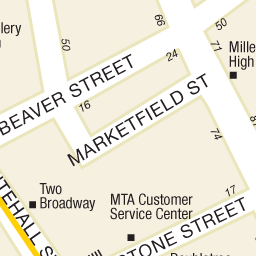 llery
50
66
50
24
71
Mille
High
BEAVER STREET
16
MARKETFIELD ST
74
17
Two
Broadway
MTA Customer
Service Center
STONE STREET